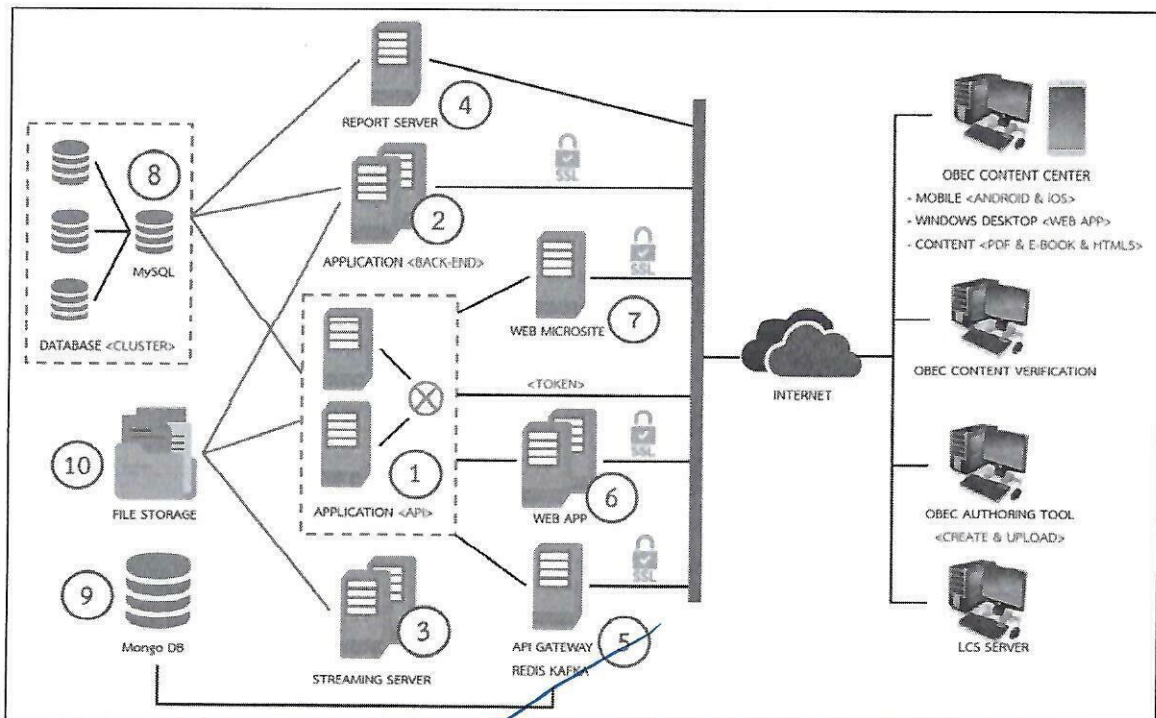 4
REPORT SERVER
8
MySQL
DATABASE <CLUSTER>
2
APPLICATION <BACK-END>
SSL
SSL
WEB MICROSITE
7
<TOKEN>
1
APPLICATION <API>
SSL
6
WEB APP
10
FILE STORAGE
9
Mongo DB
3
STREAMING SERVER
SSL
API GATEWAY
5
REDIS KAFKA
INTERNET
OBEC CONTENT CENTER
- MOBILE <ANDROID & iOS>
- WINDOWS DESKTOP <WEB APP>
- CONTENT <PDF & E-BOOK & HTML5>
OBEC CONTENT VERIFICATION
OBEC AUTHORING TOOL
<CREATE & UPLOAD>
LCS SERVER